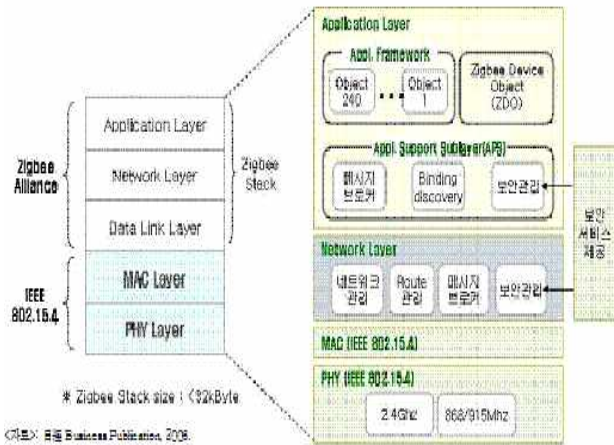 Application Layer
Network Layer
Data Link Layer
MAC Layer
PHY Layer
Zigbee
Alliance
IEEE
802.15.4
Zigbee
Stack
* Zigbee Stack size : <32kByte
Business Publication,
Application Layer
Appl. Framework
Object
240
...
Object
1
Zigbee Device
Object
(ZDO)
Appl. Support Sublayer(APS)
메시지
브로커
Binding
discovery
보안관리
Network Layer
네트워크
관리
Route
관리
메시지
브로커
보안관리
보안
서비스
제공
MAC (IEEE 802.15.4)
PHY (IEEE 802.15.4)
2.4Ghz
868/915Mhz